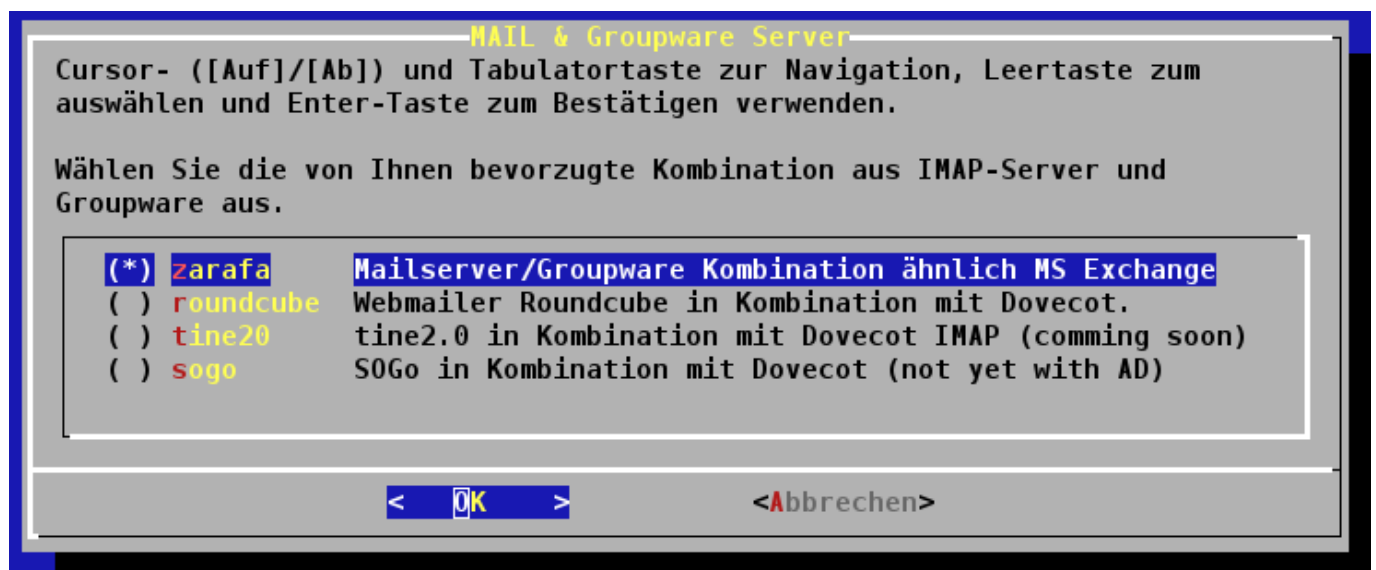 MAIL & Groupware Server
Cursor- ([Auf]/[Ab]) und Tabulatortaste zur Navigation, Leertaste zum
auswählen und Enter-Taste zum Bestätigen verwenden.
Wählen Sie die von Ihnen bevorzugte Kombination aus IMAP-Server und
Groupware aus.
(*) zarafa Mailserver/Groupware Kombination ähnlich MS Exchange
( ) roundcube Webmailer Roundcube in Kombination mit Dovecot.
( ) tine20 tine2.0 in Kombination mit Dovecot IMAP (comming soon)
( ) sogo SOGo in Kombination mit Dovecot (not yet with AD)
< OK > <Abbrechen>